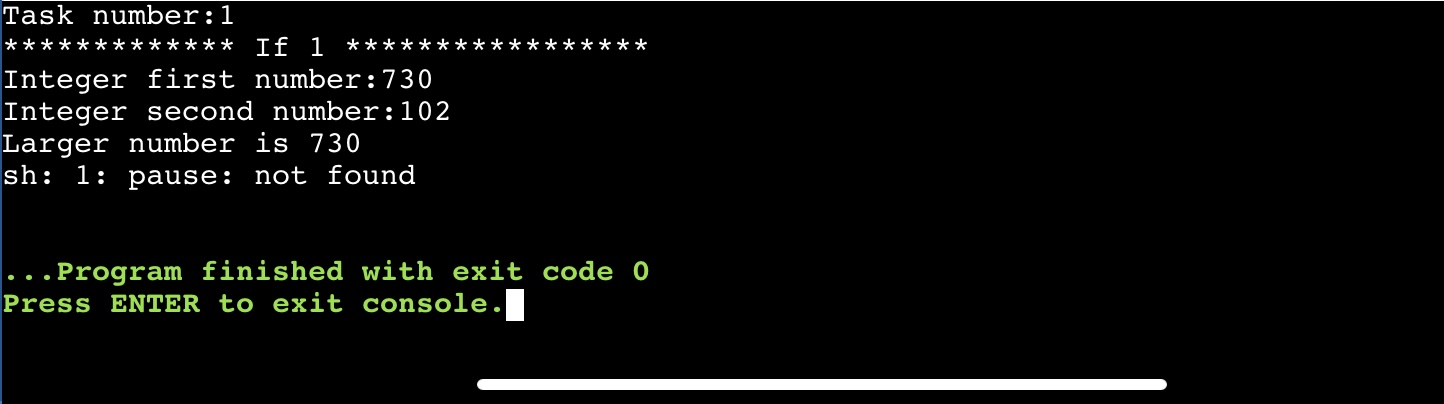 Task number:1
************* If 1 *****************
Integer first number:730
Integer second number:102
Larger number is 730
sh: 1: pause: not found
...Program finished with exit code 0
Press ENTER to exit console.